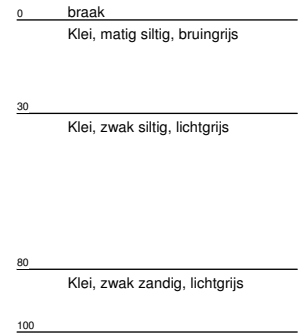 0 braak
Klei, matig siltig, bruingrijs
30
Klei, zwak siltig, lichtgrijs
80
Klei, zwak zandig, lichtgrijs
100